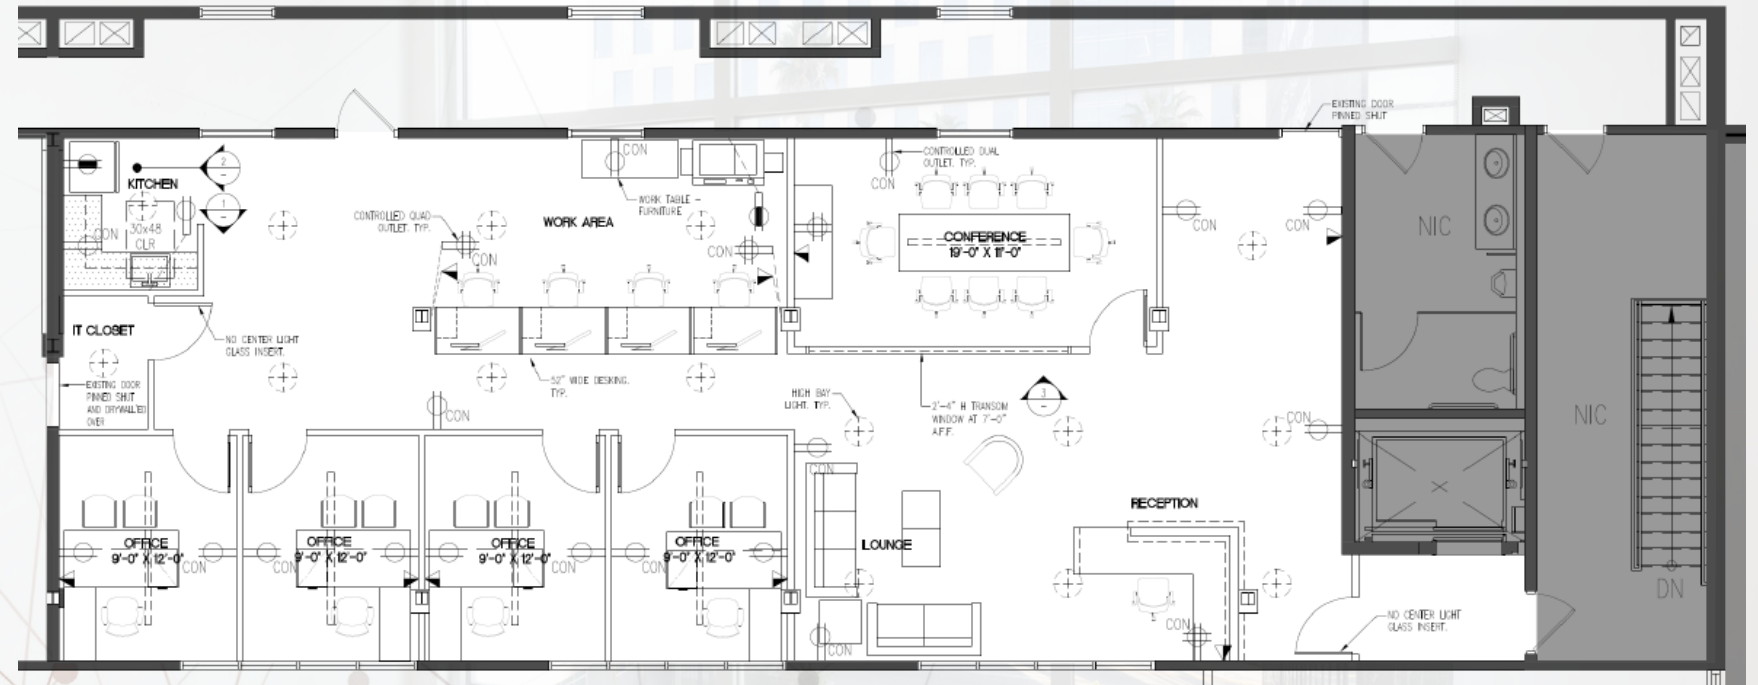 EXISTING DOOR
PINNED SHUT
2
-
KITCHEN
1
-
30x48
CLR
CON
CON
WORK TABLE -
FURNITURE
CONTROLLED QUAD
OUTLET. TYP.
CON
WORK AREA
CON
CONTROLLED DUAL
OUTLET. TYP.
CON
CONFERENCE
19'-0" X 11'-0"
CON
CON
NIC
IT CLOSET
NO CENTER LIGHT
GLASS INSERT.
EXISTING DOOR
PINNED SHUT
AND DRYWALLED
OVER
52" WIDE DESKING.
TYP.
CON
HIGH BAY
LIGHT. TYP.
2'-4" H TRANSOM
WINDOW AT 7'-0"
A.F.F.
3
-
CON
NIC
CON
OFFICE
9'-0" X 12'-0"
CON
OFFICE
9'-0" X 12'-0"
CON
OFFICE
9'-0" X 12'-0"
CON
OFFICE
9'-0" X 12'-0"
CON
LOUNGE
RECEPTION
CON
CON
NO CENTER LIGHT
GLASS INSERT.
DN